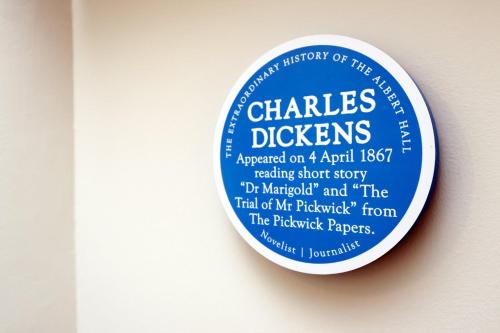 THE EXTRAORDINARY HISTORY OF THE ALBERT HALL
CHARLES
DICKENS
Appeared on 4 April 1867
reading short story
“Dr Marigold” and “The
Trial of Mr Pickwick” from
The Pickwick Papers.
Novelist | Journalist